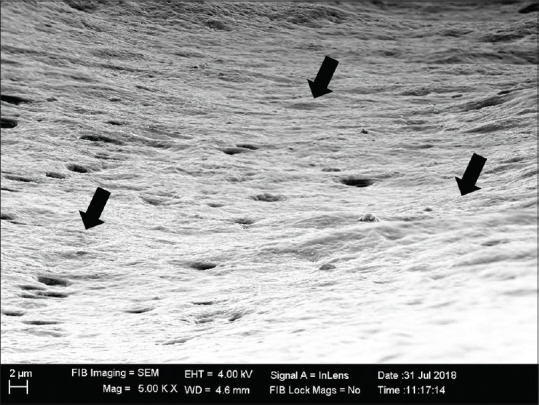 2 µm FIB Imaging = SEM EHT = 4.00 kV Signal A = InLens Date :31 Jul 2018
Mag = 5.00 K X WD = 4.6 mm FIB Lock Mags = No Time :11:17:14